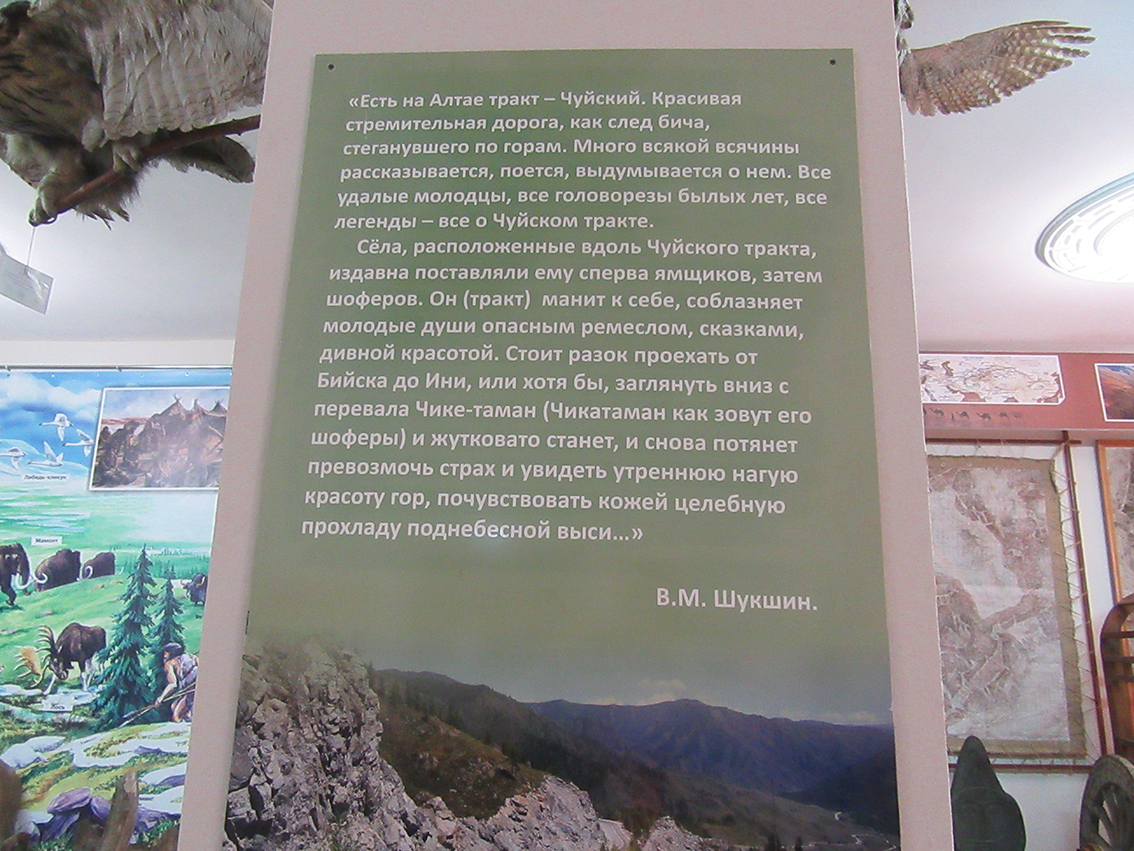 «Есть на Алтае тракт – Чуйский. Красивая
стремительная дорога, как след бича,
стеганувшего по горам. Много всякой всячины
рассказывается, поется, выдумывается о нем. Все
удалые молодцы, все головорезы былых лет, все
легенды – все о Чуйском тракте.
Сёла, расположенные вдоль Чуйского тракта,
издавна поставляли ему сперва ямщиков, затем
шоферов. Он (тракт) манит к себе, соблазняет
молодые души опасным ремеслом, сказками,
дивной красотой. Стоит разок проехать от
Бийска до Ини, или хотя бы, заглянуть вниз с
перевала Чике-таман (Чикатаман как зовут его
шоферы) и жутковато станет, и снова потянет
превозмочь страх и увидеть утреннюю нагую
красоту гор, почувствовать кожей целебную
прохладу поднебесной выси...»
В.М. Шукшин.
Лебедь-кликун
Мамонт
Лось